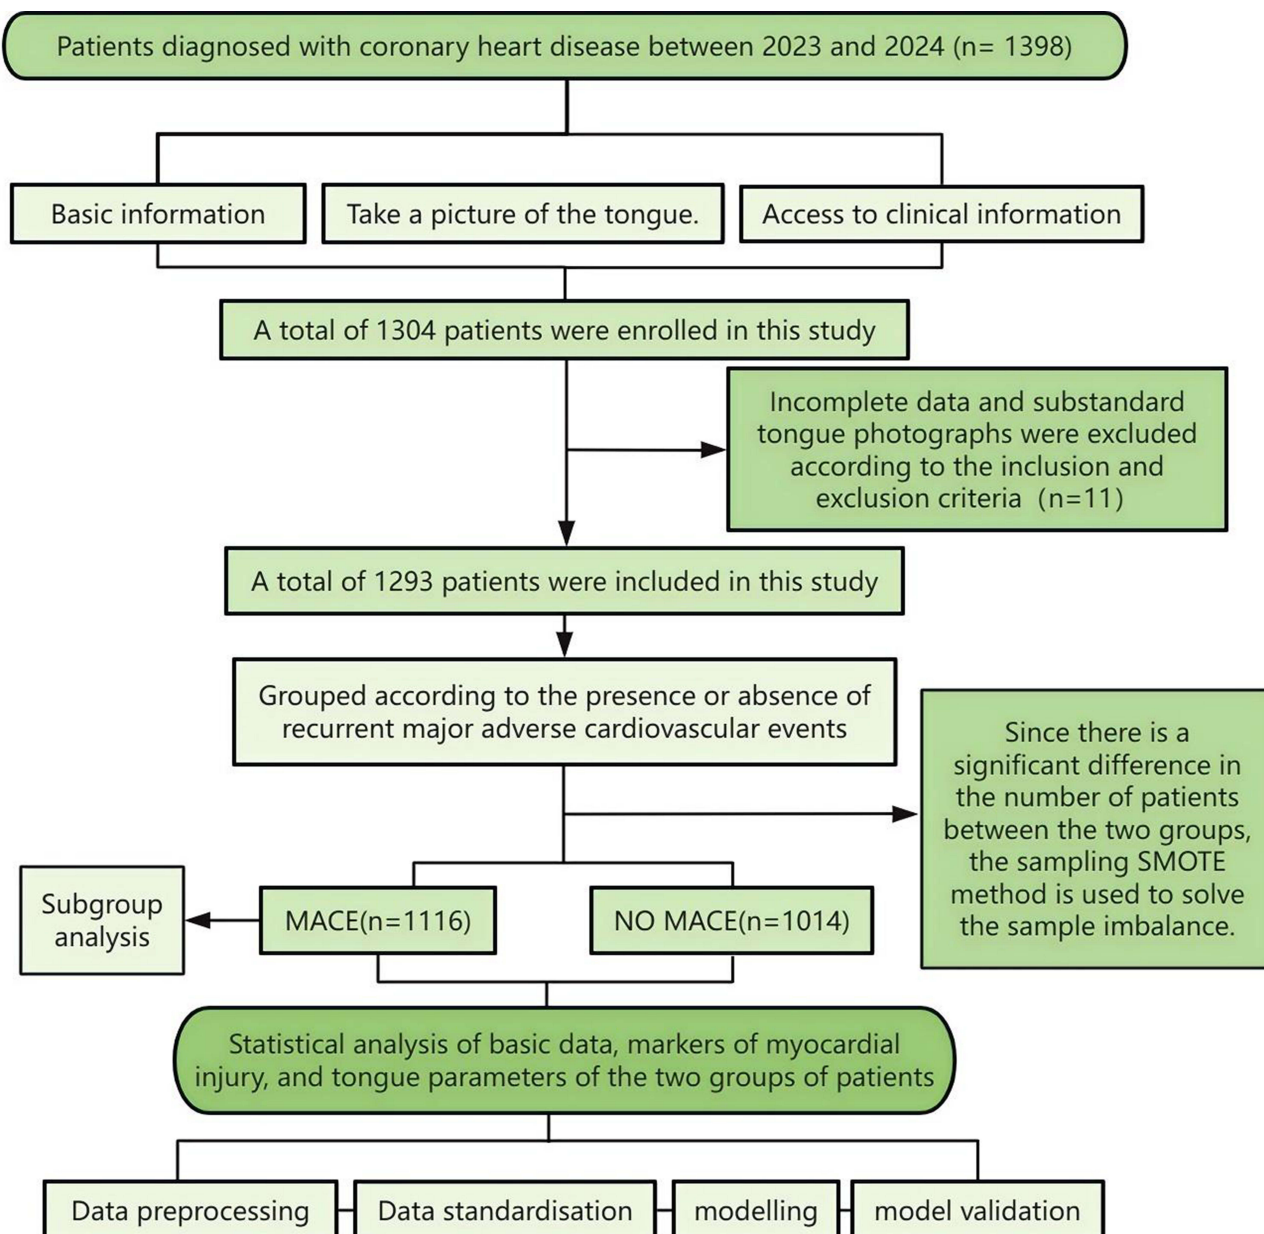 Patients diagnosed with coronary heart disease between 2023 and 2024 (n= 1398)
Basic information
Take a picture of the tongue.
Access to clinical information
A total of 1304 patients were enrolled in this study
Incomplete data and substandard
tongue photographs were excluded
according to the inclusion and
exclusion criteria (n=11)
A total of 1293 patients were included in this study
Grouped according to the presence or absence of
recurrent major adverse cardiovascular events
Since there is a
significant difference in
the number of patients
between the two groups,
the sampling SMOTE
method is used to solve
the sample imbalance.
Subgroup
analysis
MACE(n=1116)
NO MACE(n=1014)
Statistical analysis of basic data, markers of myocardial
injury, and tongue parameters of the two groups of patients
Data preprocessing
Data standardisation
modelling
model validation